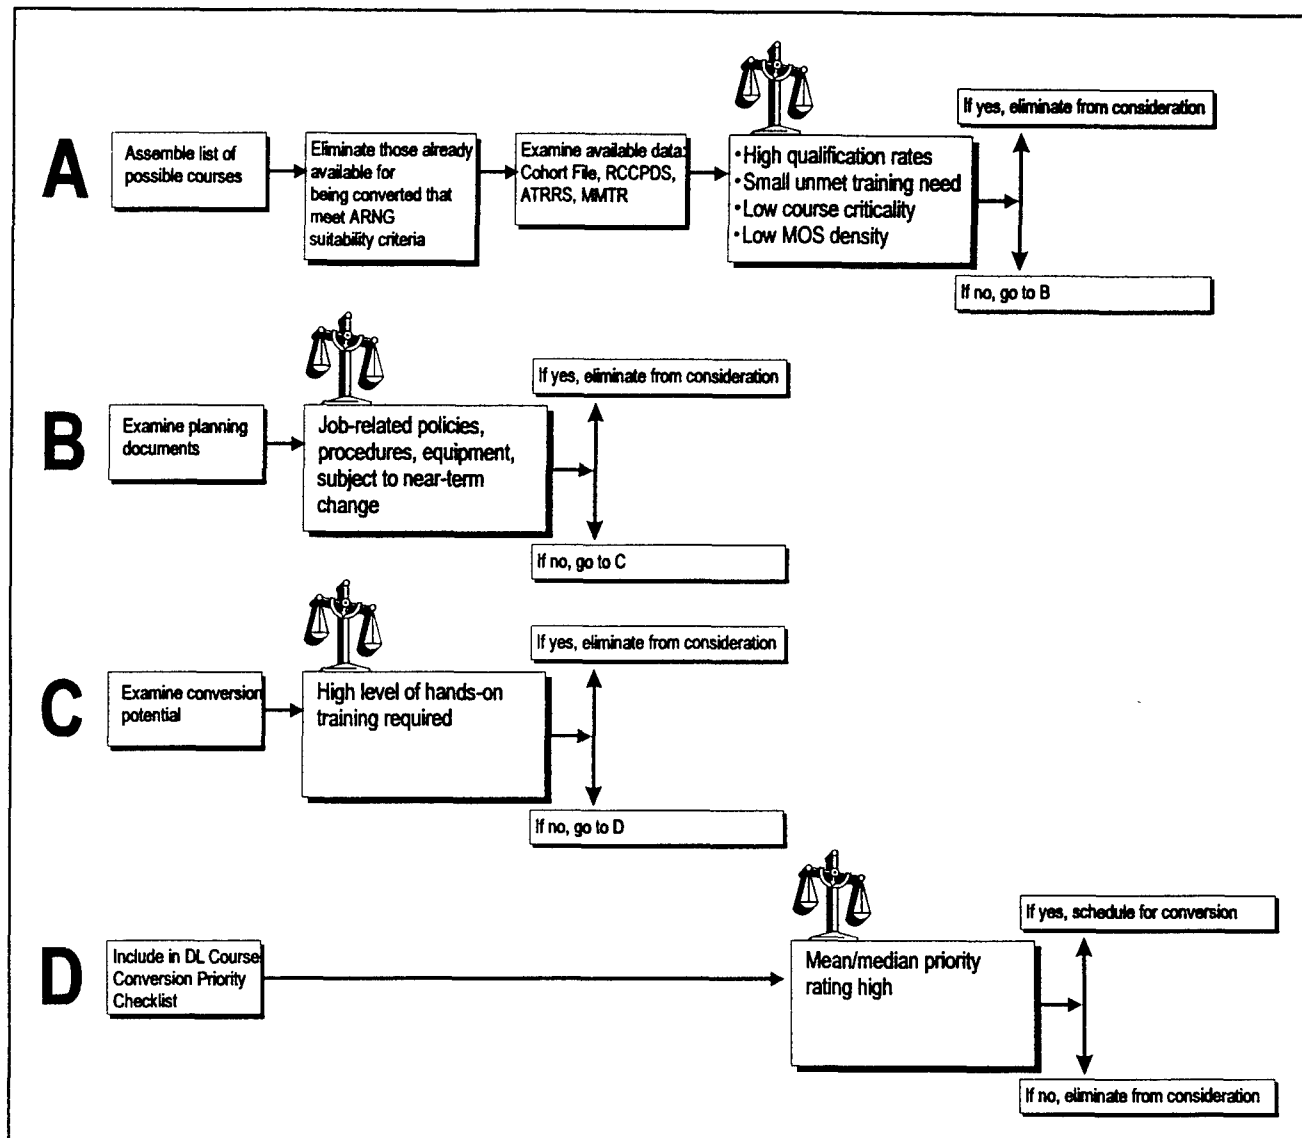 A
Assemble list of
possible courses
Eliminate those already
available for
being converted that
meet ARNG
suitability criteria
Examine available data:
Cohort File, RCCPDS,
ATRRS, MMTR
•High qualification rates
•Small unmet training need
•Low course criticality
•Low MOS density
If yes, eliminate from consideration
If no, go to B
B
Examine planning
documents
Job-related policies,
procedures, equipment,
subject to near-term
change
If yes, eliminate from consideration
If no, go to C
C
Examine conversion
potential
High level of hands-on
training required
If yes, eliminate from consideration
If no, go to D
D
Include in DL Course
Conversion Priority
Checklist
Mean/median priority
rating high
If yes, schedule for conversion
If no, eliminate from consideration